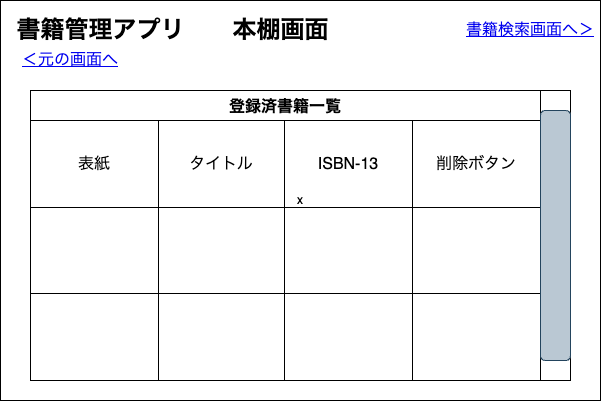 書籍管理アプリ　　本棚画面
書籍検索画面へ＞
＜元の画面へ
登録済書籍一覧
表紙
タイトル
ISBN-13
削除ボタン
x